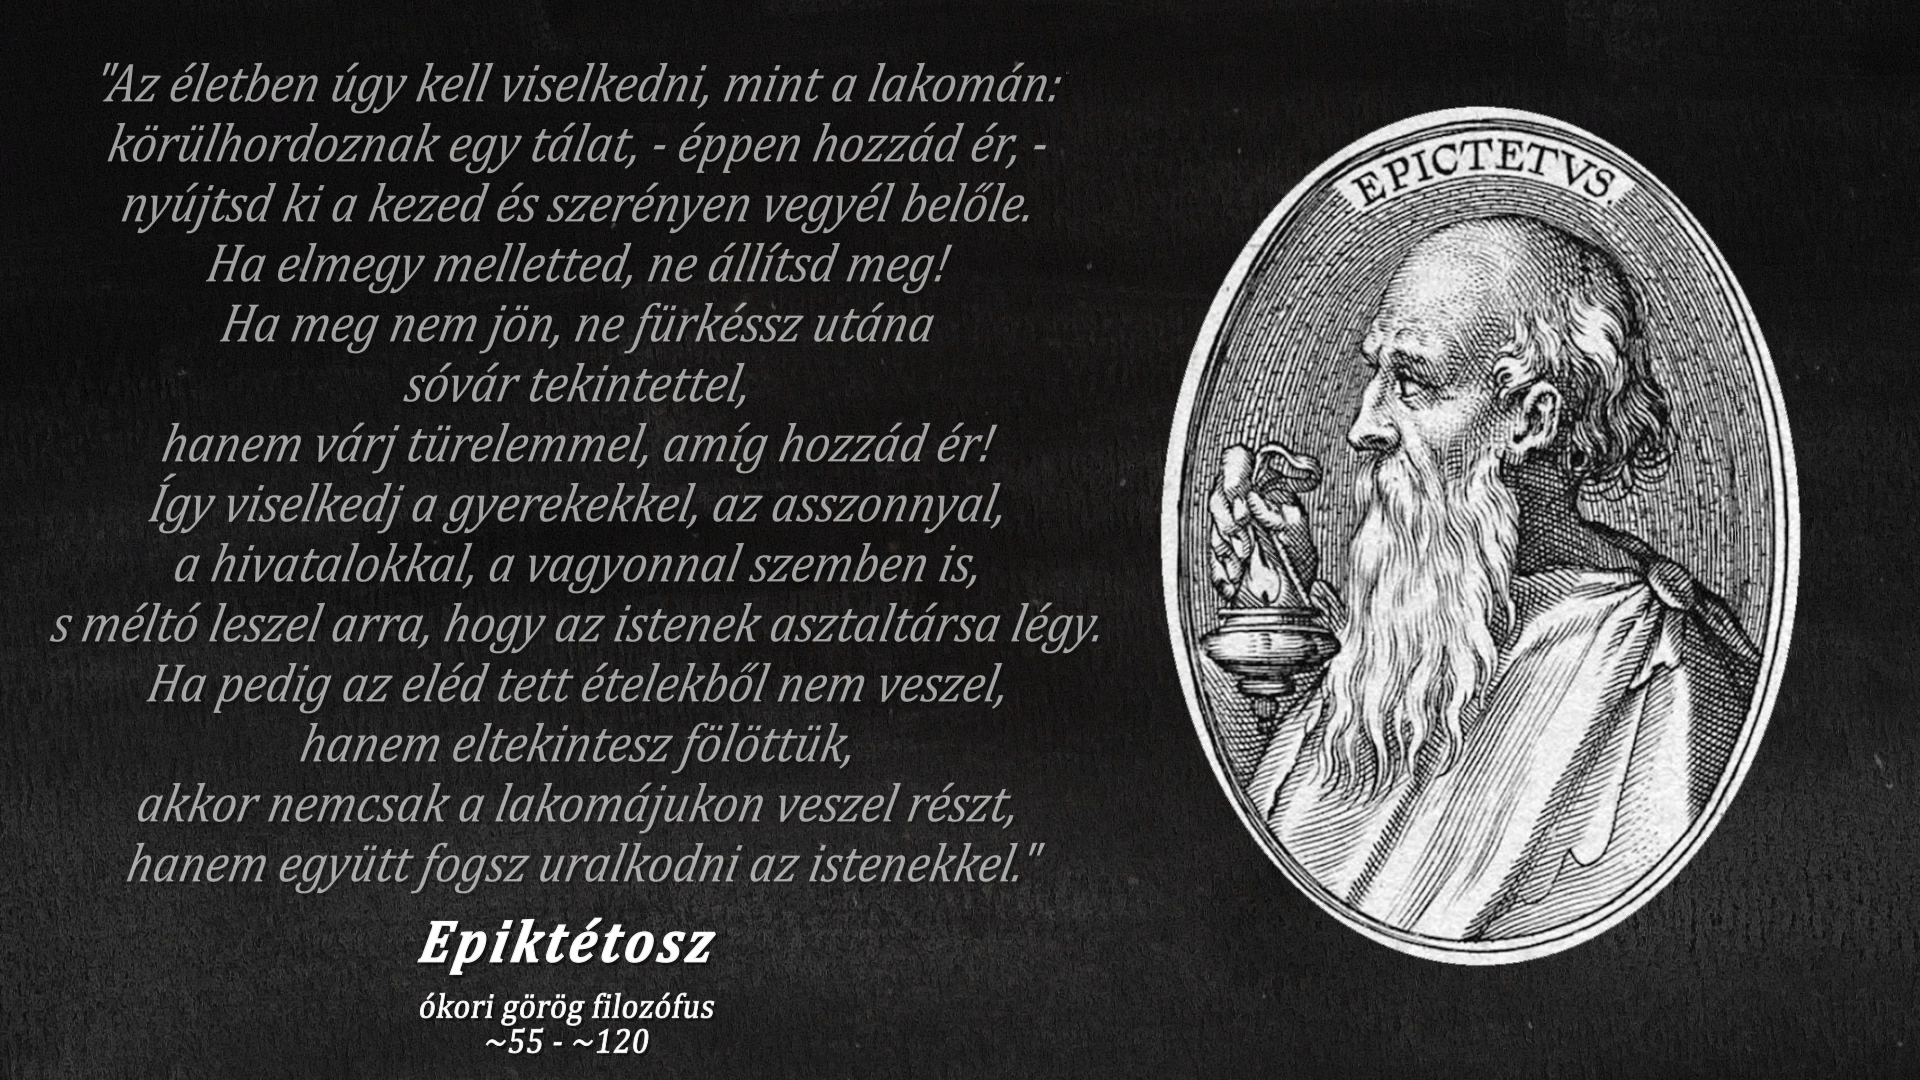 "Az életben úgy kell viselkedni, mint a lakomán:
körülhordoznak egy tálat, - éppen hozzád ér, -
nyújtsd ki a kezed és szerényen vegyél belőle.
Ha elmegy melletted, ne állítsd meg!
Ha meg nem jön, ne fürkéssz utána
sóvár tekintettel,
hanem várj türelemmel, amíg hozzád ér!
Így viselkedj a gyerekekkel, az asszonnyal,
a hivatalokkal, a vagyonnal szemben is,
s méltó leszel arra, hogy az istenek asztaltársa légy.
Ha pedig az eléd tett ételekből nem veszel,
hanem eltekintesz fölöttük,
akkor nemcsak a lakomájukon veszel részt,
hanem együtt fogsz uralkodni az istenekkel."
Epiktétosz
ókori görög filozófus
~55 - ~120
EPICTETVS.